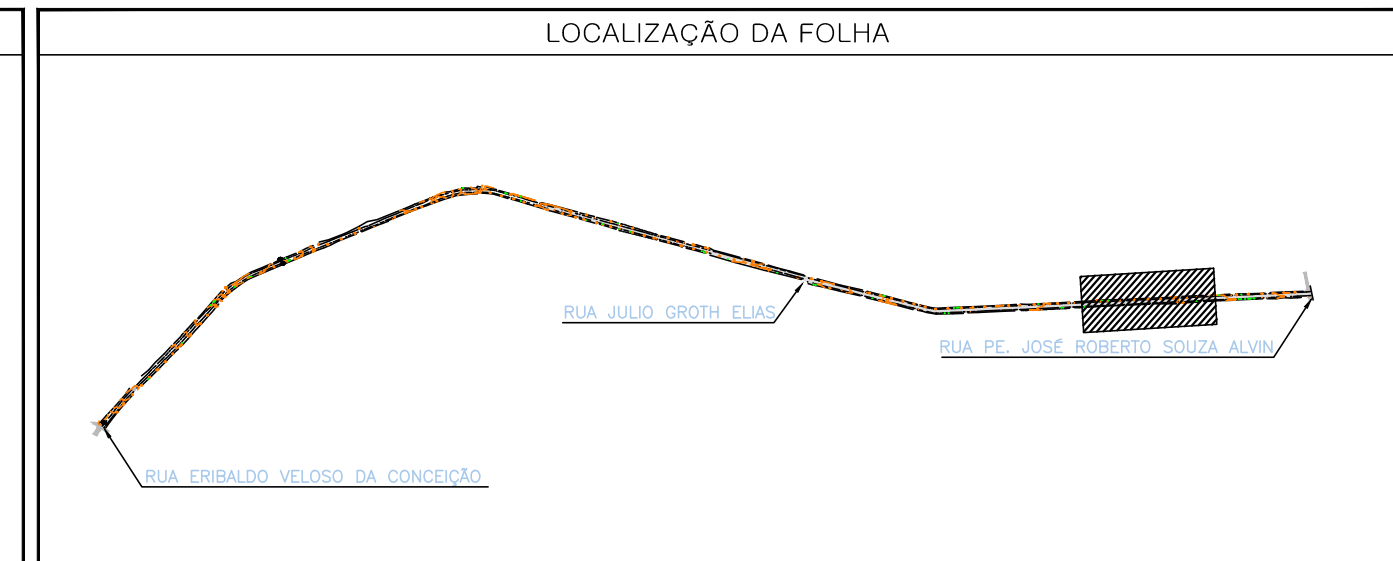 LOCALIZAÇÃO DA FOLHA
RUA JULIO GROTH ELIAS
RUA PE. JOSÉ ROBERTO SOUZA ALVIN
RUA ERIBALDO VELOSO DA CONCEIÇÃO